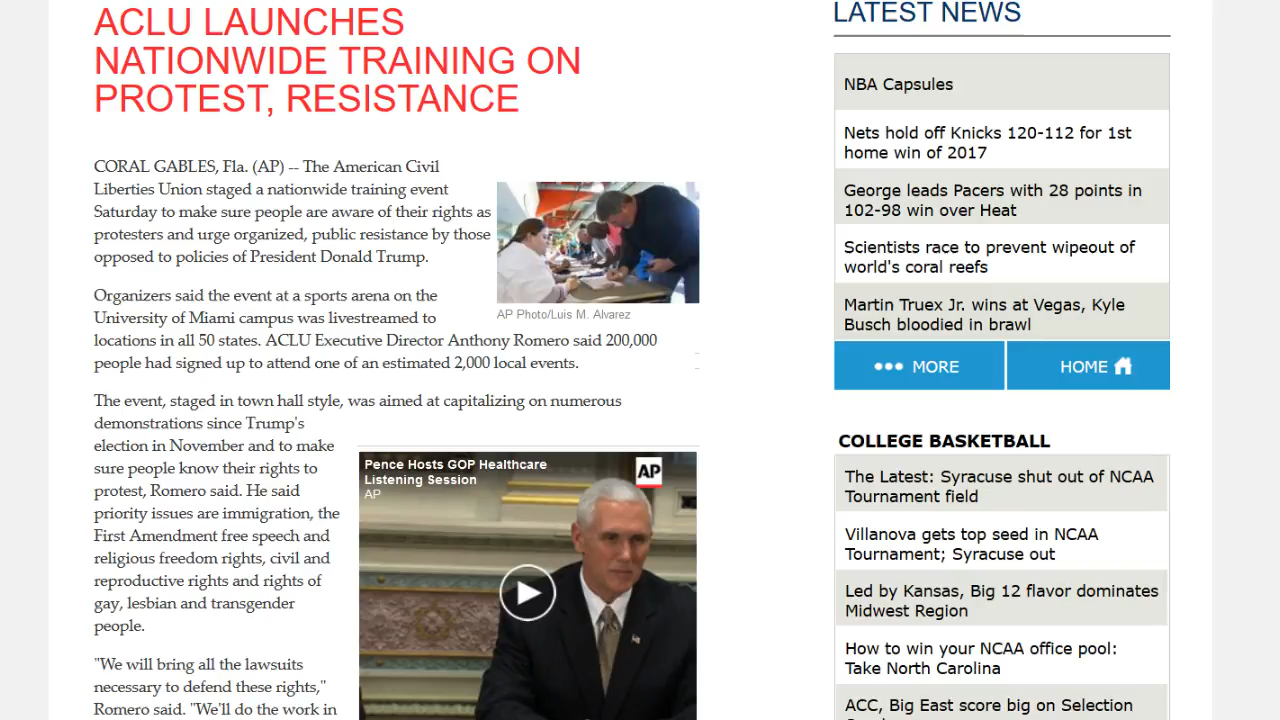 ACLU LAUNCHES
NATIONWIDE TRAINING ON
PROTEST, RESISTANCE
CORAL GABLES, Fla. (AP) -- The American Civil
Liberties Union staged a nationwide training event
Saturday to make sure people are aware of their rights as
protesters and urge organized, public resistance by those
opposed to policies of President Donald Trump.
AP Photo/Luis M. Alvarez
Organizers said the event at a sports arena on the
University of Miami campus was livestreamed to
locations in all 50 states. ACLU Executive Director Anthony Romero said 200,000
people had signed up to attend one of an estimated 2,000 local events.
The event, staged in town hall style, was aimed at capitalizing on numerous
demonstrations since Trump's
election in November and to make
sure people know their rights to
protest, Romero said. He said
priority issues are immigration, the
First Amendment free speech and
religious freedom rights, civil and
reproductive rights and rights of
gay, lesbian and transgender
people.
"We will bring all the lawsuits
necessary to defend these rights,"
Romero said. "We'll do the work in
Pence Hosts GOP Healthcare
Listening Session
AP
AP
LATEST NEWS
NBA Capsules
Nets hold off Knicks 120-112 for 1st
home win of 2017
George leads Pacers with 28 points in
102-98 win over Heat
Scientists race to prevent wipeout of
world's coral reefs
Martin Truex Jr. wins at Vegas, Kyle
Busch bloodied in brawl
MORE
HOME
COLLEGE BASKETBALL
The Latest: Syracuse shut out of NCAA
Tournament field
Villanova gets top seed in NCAA
Tournament; Syracuse out
Led by Kansas, Big 12 flavor dominates
Midwest Region
How to win your NCAA office pool:
Take North Carolina
ACC, Big East score big on Selection